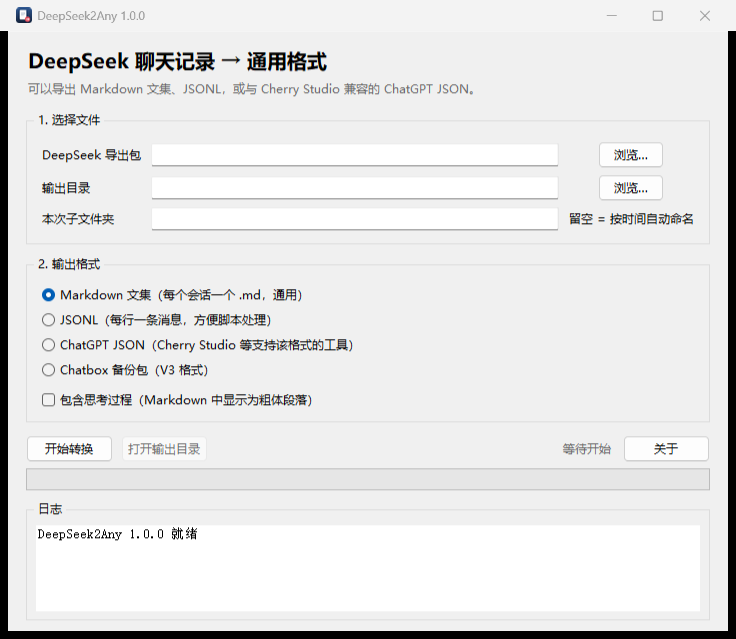 DeepSeek2Any 1.0.0
DeepSeek 聊天记录 → 通用格式
可以导出 Markdown 文集、JSONL，或与 Cherry Studio 兼容的 ChatGPT JSON。
1. 选择文件
DeepSeek 导出包 浏览...
输出目录 浏览...
本次子文件夹 留空 = 按时间自动命名
2. 输出格式
Markdown 文集（每个会话一个 .md，通用）
JSONL（每行一条消息，方便脚本处理）
ChatGPT JSON（Cherry Studio 等支持该格式的工具）
Chatbox 备份包（V3 格式）
包含思考过程（Markdown 中显示为粗体段落）
开始转换 打开输出目录 等待开始 关于
日志
DeepSeek2Any 1.0.0 就绪